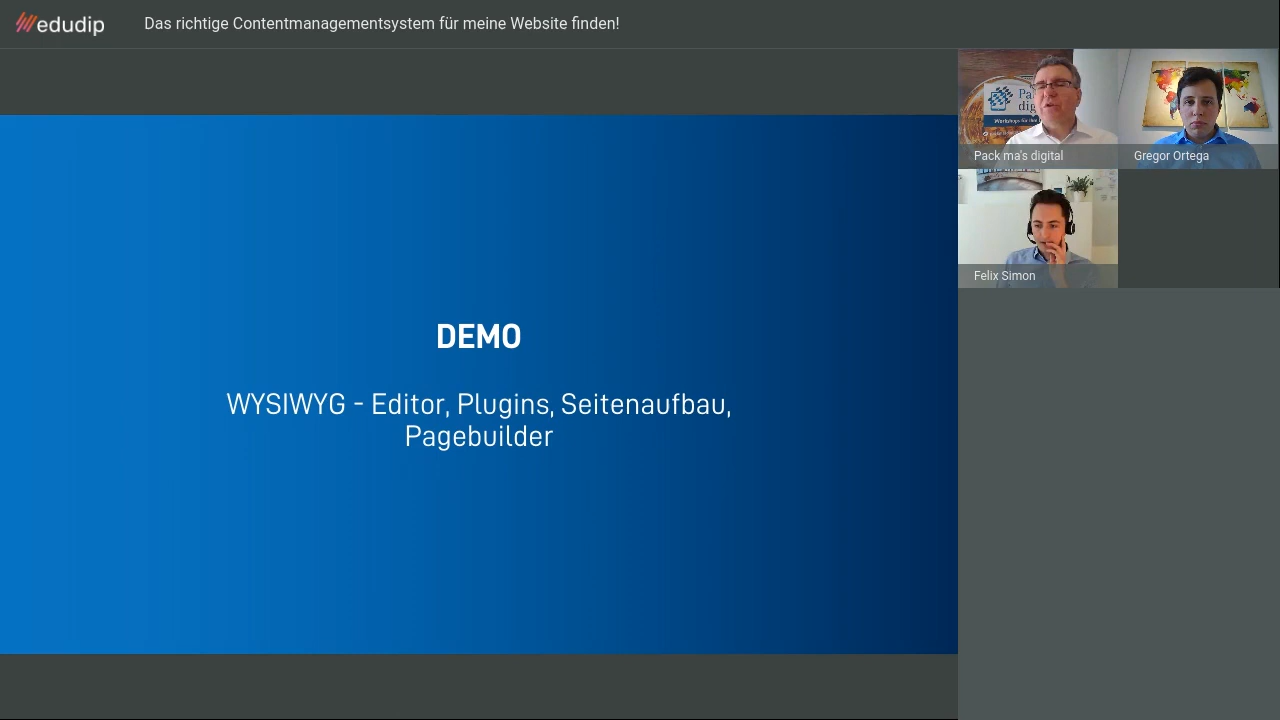 edudip
Das richtige Contentmanagementsystem für meine Website finden!
Pack ma's digital
Gregor Ortega
Felix Simon
DEMO
WYSIWYG - Editor, Plugins, Seitenaufbau,
Pagebuilder